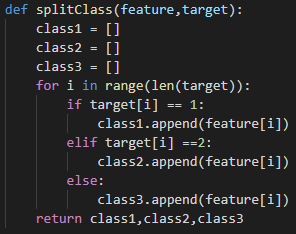 def splitClass(feature,target):
    class1 = []
    class2 = []
    class3 = []
    for i in range(len(target)):
        if target[i] == 1:
            class1.append(feature[i])
        elif target[i] ==2:
            class2.append(feature[i])
        else:
            class3.append(feature[i])
    return class1,class2,class3